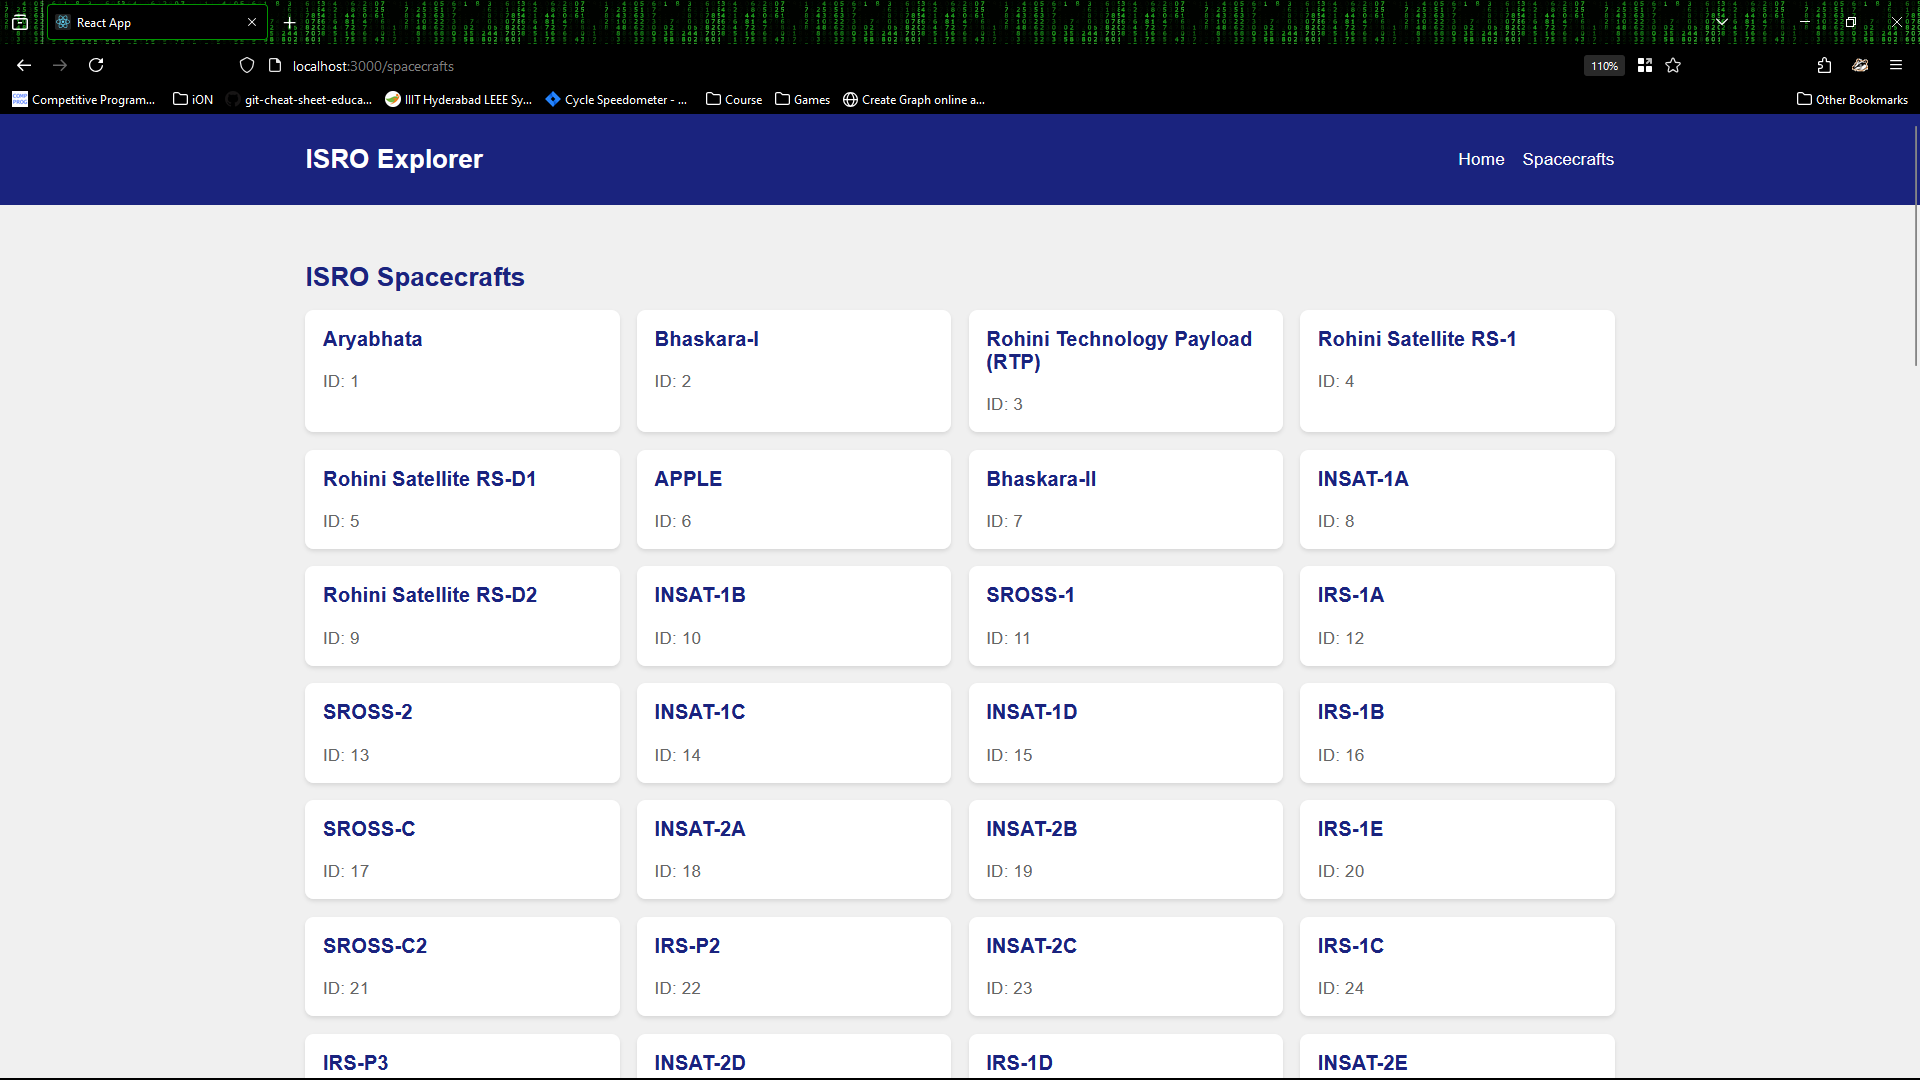 React App
localhost:3000/spacecrafts
110%
Competitive Program...
iON
git-cheat-sheet-educa...
IIIT Hyderabad LEEE Sy...
Cycle Speedometer - ...
Course
Games
Create Graph online a...
Other Bookmarks
ISRO Explorer
Home
Spacecrafts
ISRO Spacecrafts
Aryabhata
ID: 1
Bhaskara-I
ID: 2
Rohini Technology Payload
(RTP)
ID: 3
Rohini Satellite RS-1
ID: 4
Rohini Satellite RS-D1
ID: 5
APPLE
ID: 6
Bhaskara-II
ID: 7
INSAT-1A
ID: 8
Rohini Satellite RS-D2
ID: 9
INSAT-1B
ID: 10
SROSS-1
ID: 11
IRS-1A
ID: 12
SROSS-2
ID: 13
INSAT-1C
ID: 14
INSAT-1D
ID: 15
IRS-1B
ID: 16
SROSS-C
ID: 17
INSAT-2A
ID: 18
INSAT-2B
ID: 19
IRS-1E
ID: 20
SROSS-C2
ID: 21
IRS-P2
ID: 22
INSAT-2C
ID: 23
IRS-1C
ID: 24
IRS-P3
INSAT-2D
IRS-1D
INSAT-2E